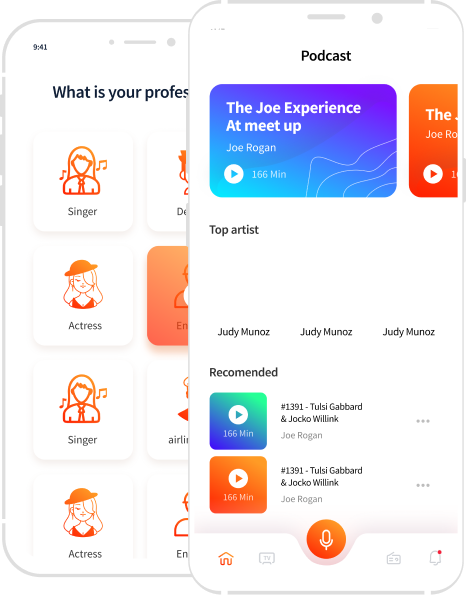 9:41
What is your profes
Singer
De
Actress
En
Singer
airlin
Actress
En
Podcast
The Joe Experience
At meet up
Joe Rogan
166 Min
The J
Joe Ro
Top artist
Judy Munoz
Judy Munoz
Judy Munoz
Recomended
166 Min
#1391 - Tulsi Gabbard
& Jocko Willink
Joe Rogan
166 Min
#1391 - Tulsi Gabbard
& Jocko Willink
Joe Rogan
TV